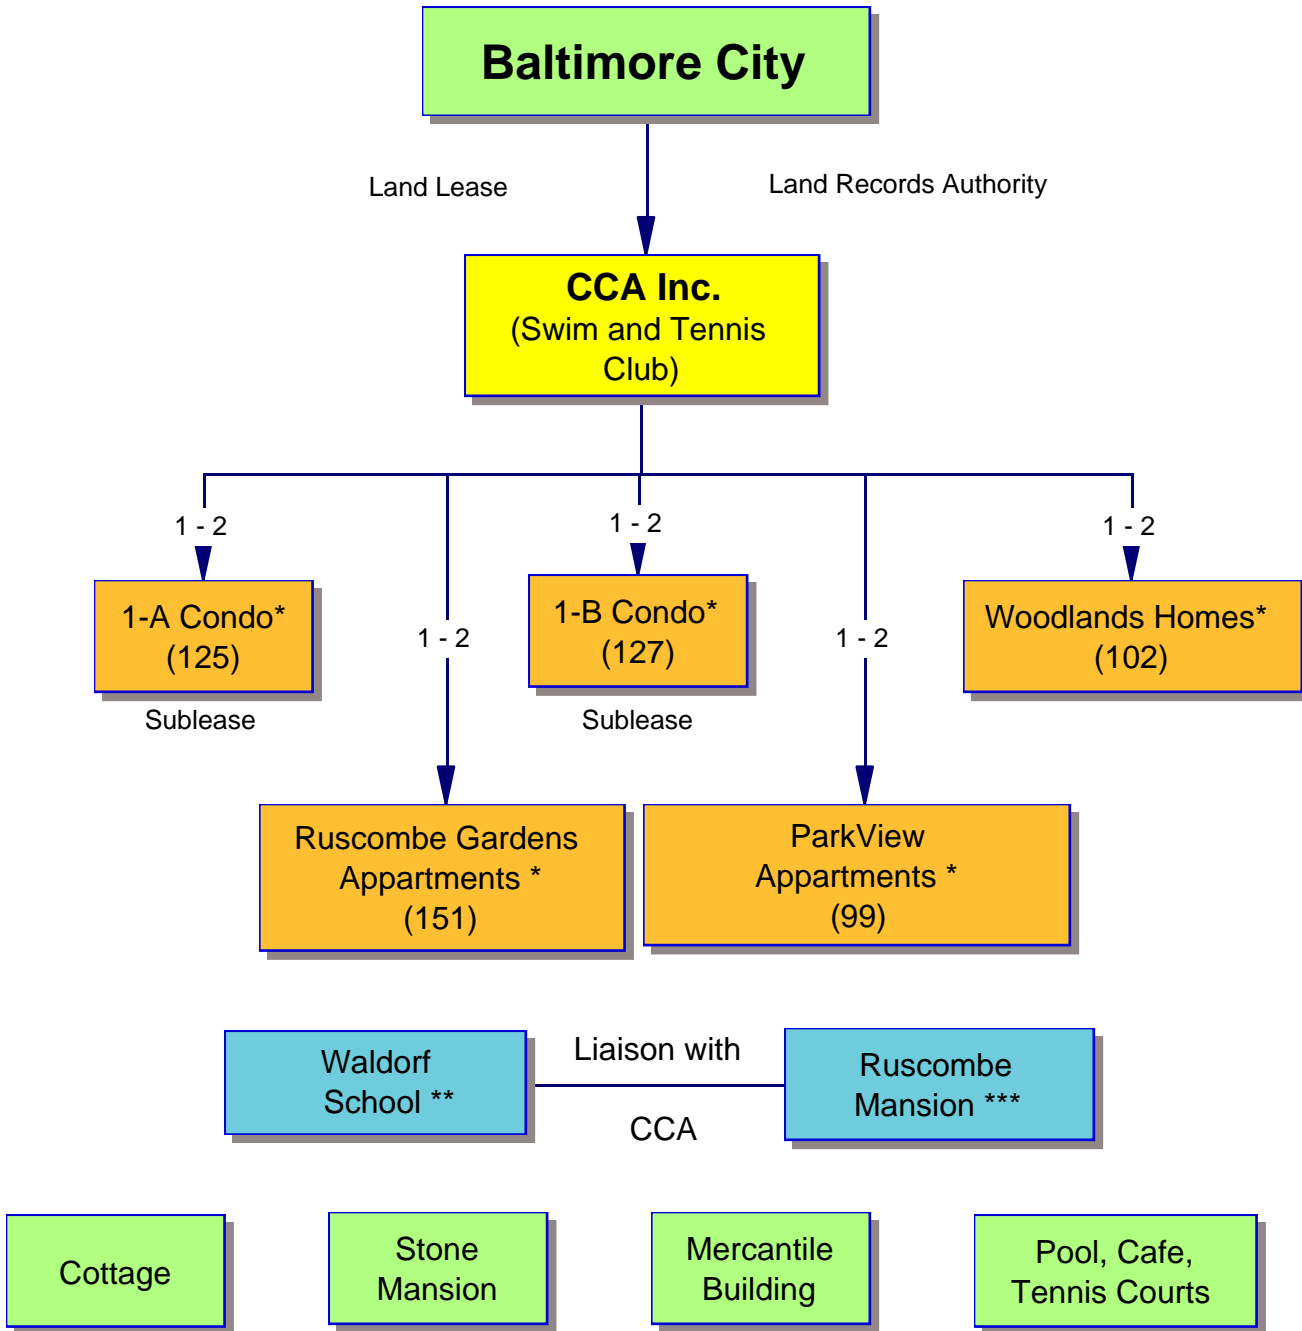 Baltimore City
Land Lease
Land Records Authority
CCA Inc.
(Swim and Tennis
Club)
1 - 2
1 - 2
1 - 2
1-A Condo*
(125)
1-B Condo*
(127)
Woodlands Homes*
(102)
1 - 2
1 - 2
Sublease
Sublease
Ruscombe Gardens
Appartments *
(151)
ParkView
Appartments *
(99)
Waldorf
School **
Liaison with
CCA
Ruscombe
Mansion ***
Cottage
Stone
Mansion
Mercantile
Building
Pool, Cafe,
Tennis Courts